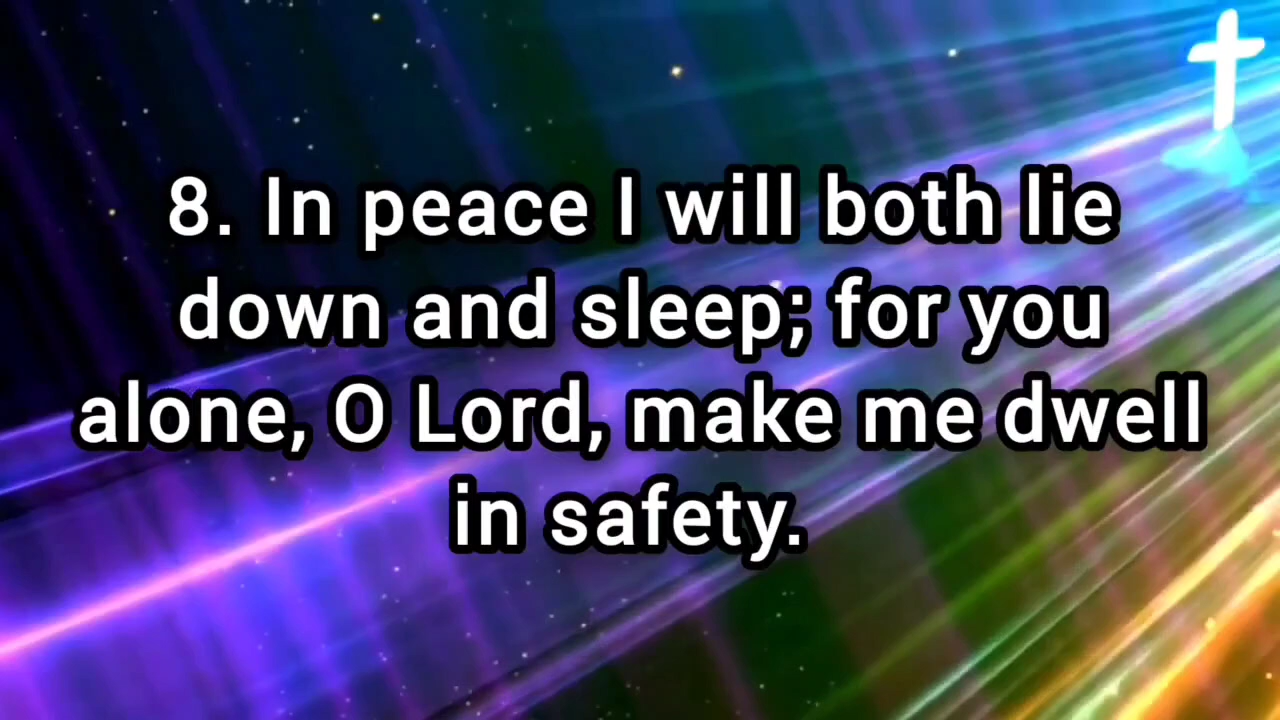 8. In peace I will both lie
down and sleep; for you
alone, O Lord, make me dwell
in safety.